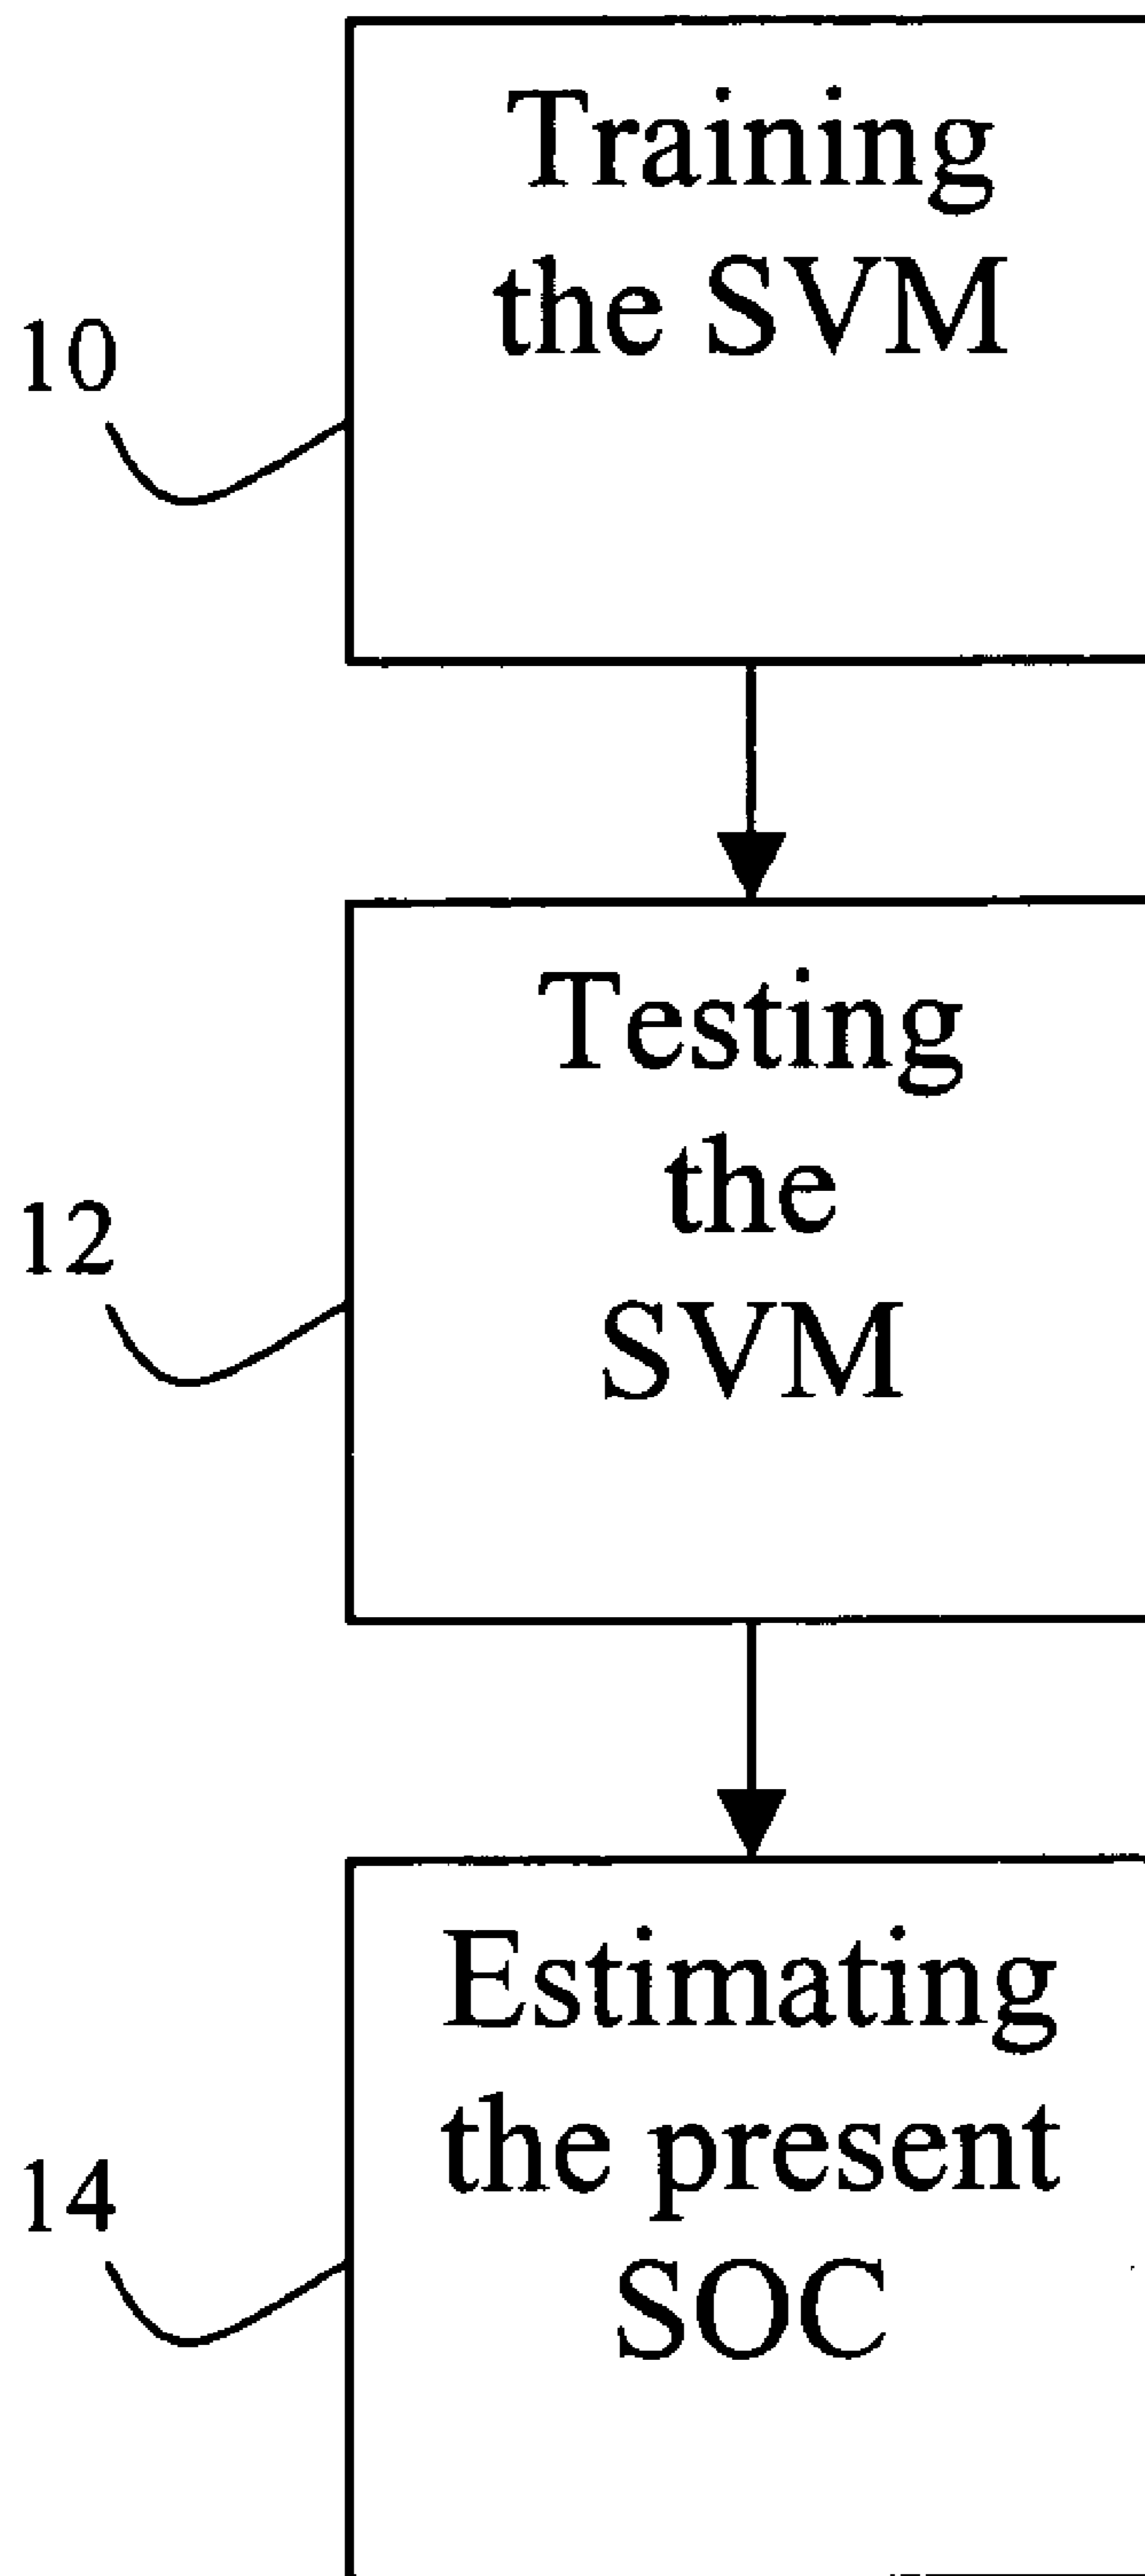 Training
the SVM
10
Testing
the
SVM
12
Estimating
the present
SOC
14